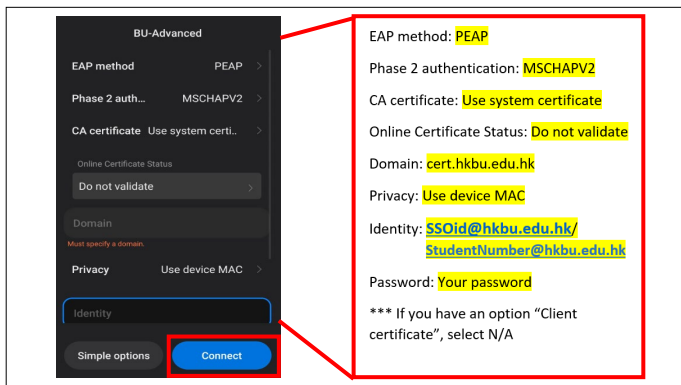 BU-Advanced
EAP method PEAP >
Phase 2 auth... MSCHAPV2 >
CA certificate Use system certi.. >
Online Certificate Status
Do not validate >
Domain
Must specify a domain.
Privacy Use device MAC >
Identity
Simple options Connect
EAP method: PEAP
Phase 2 authentication: MSCHAPV2
CA certificate: Use system certificate
Online Certificate Status: Do not validate
Domain: cert.hkbu.edu.hk
Privacy: Use device MAC
Identity: SSOid@hkbu.edu.hk/
StudentNumber@hkbu.edu.hk
Password: Your password
*** If you have an option “Client
certificate”, select N/A